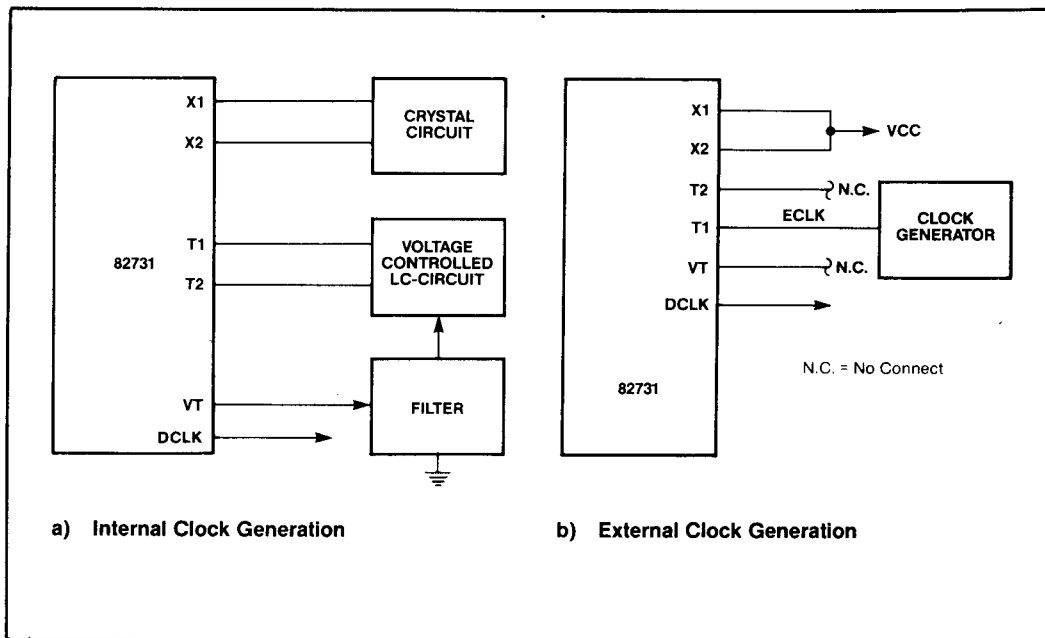 X1
X2
CRYSTAL
CIRCUIT
82731
T1
T2
VOLTAGE
CONTROLLED
LC-CIRCUIT
VT
DCLK
FILTER
a) Internal Clock Generation
X1
X2
VCC
T2
N.C.
T1
ECLK
CLOCK
GENERATOR
VT
N.C.
DCLK
N.C. = No Connect
82731
b) External Clock Generation